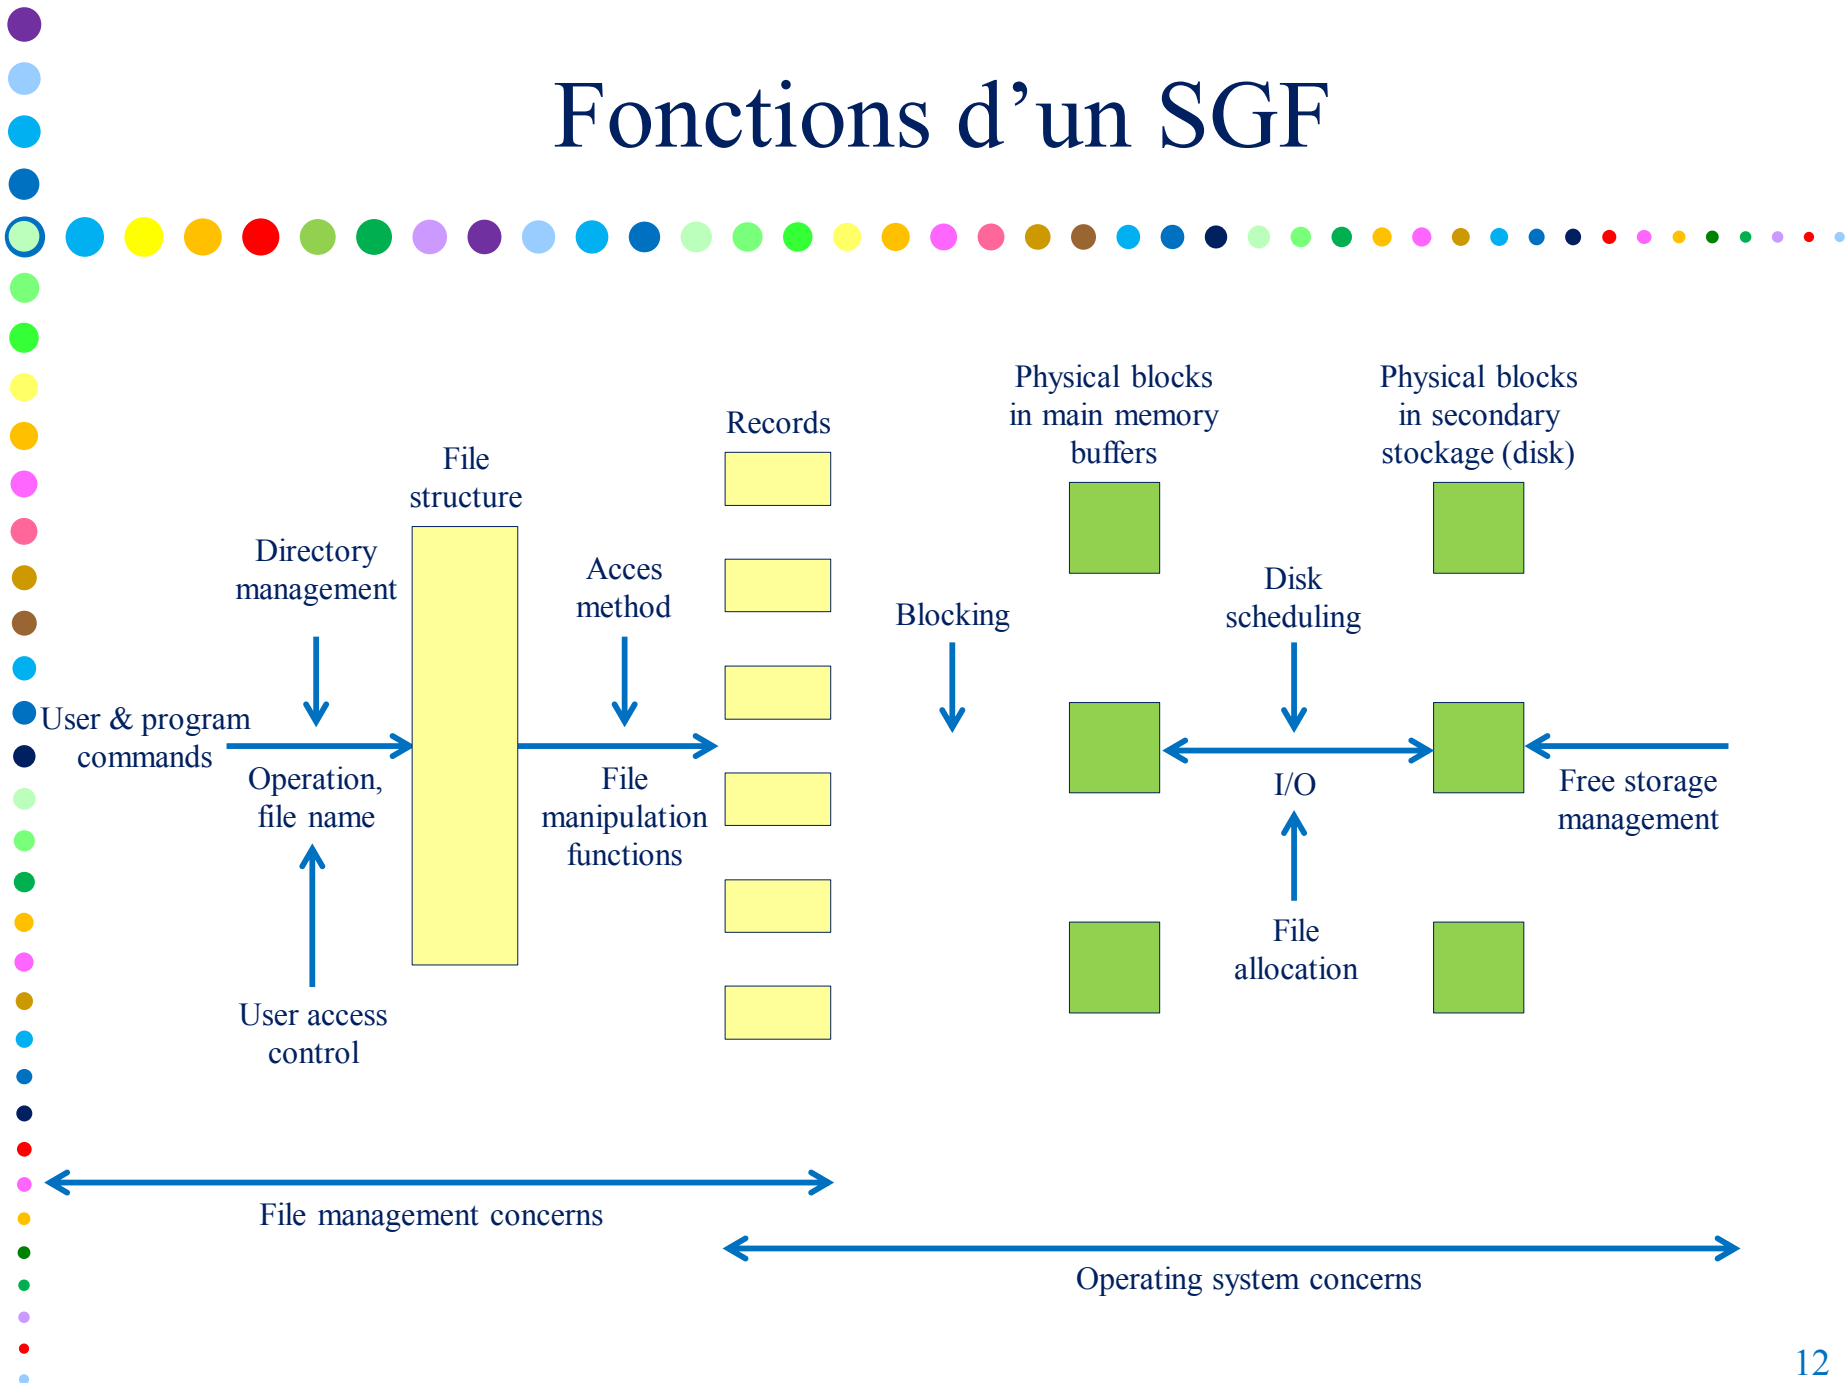 Fonctions d’un SGF
Physical blocks
in main memory
buffers
Physical blocks
in secondary
stockage (disk)
Records
File
structure
Directory
management
Acces
method
Blocking
Disk
scheduling
User & program
commands
Operation,
file name
File
manipulation
functions
I/O
Free storage
management
File
allocation
User access
control
File management concerns
Operating system concerns
12